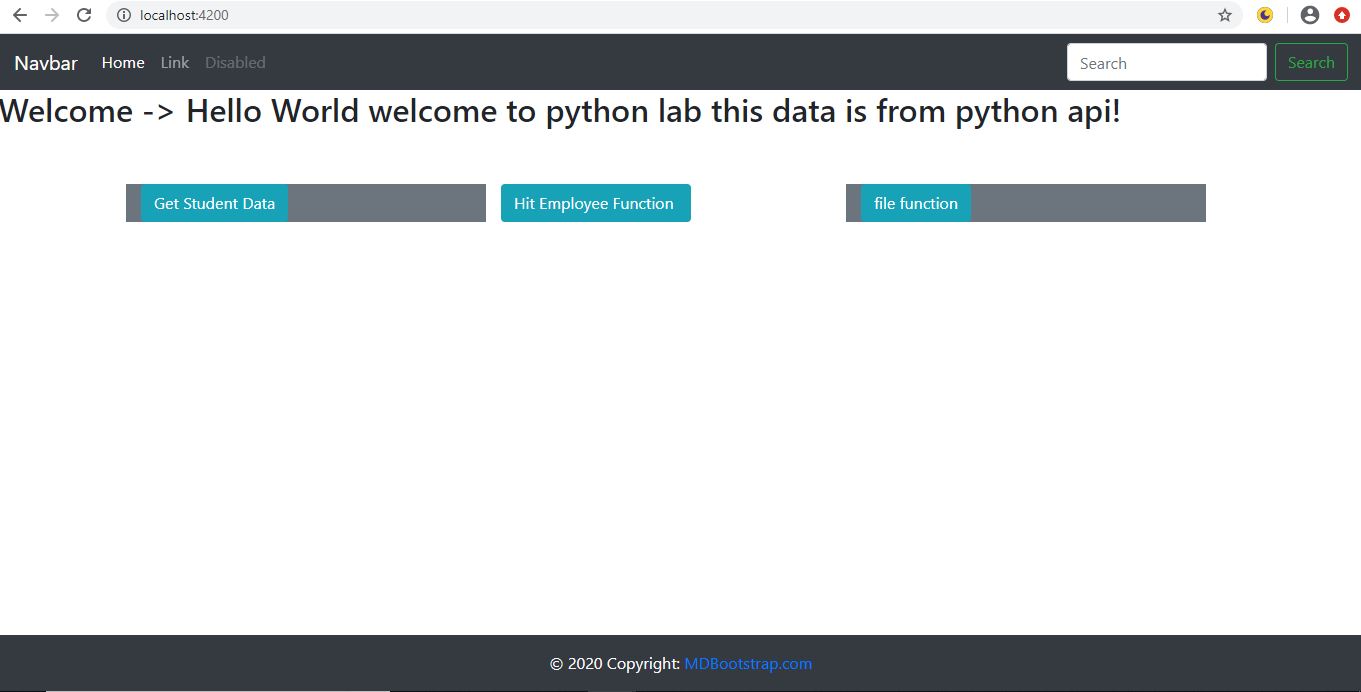 localhost:4200
Navbar Home Link Disabled Search Search
Welcome -> Hello World welcome to python lab this data is from python api!
Get Student Data Hit Employee Function file function
© 2020 Copyright: MDBootstrap.com